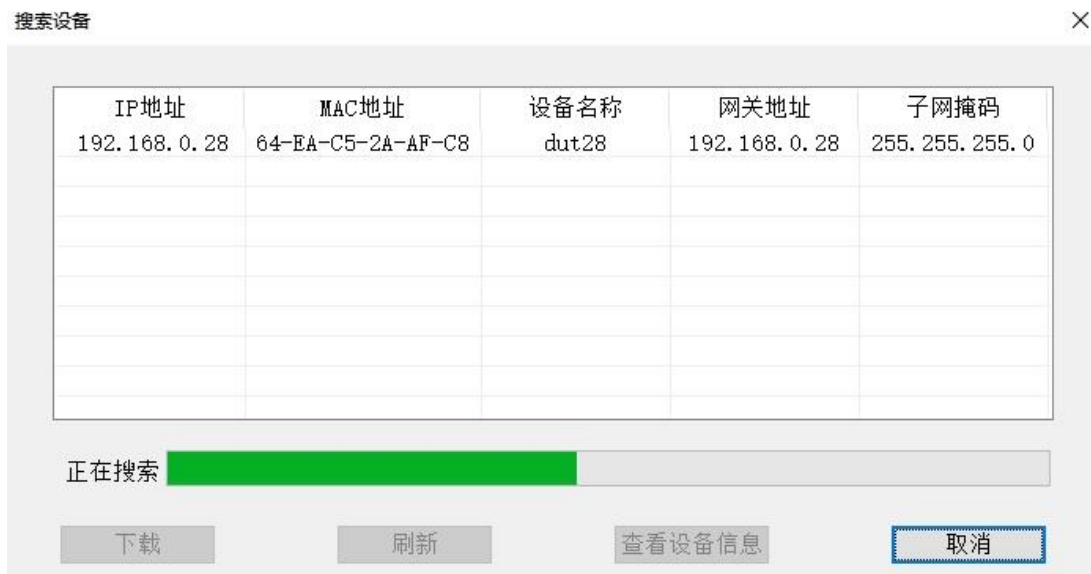 搜索设备
IP地址 MAC地址 设备名称 网关地址 子网掩码
192.168.0.28 64-EA-C5-2A-AF-C8 dut28 192.168.0.28 255.255.255.0
正在搜索
下载 刷新 查看设备信息 取消